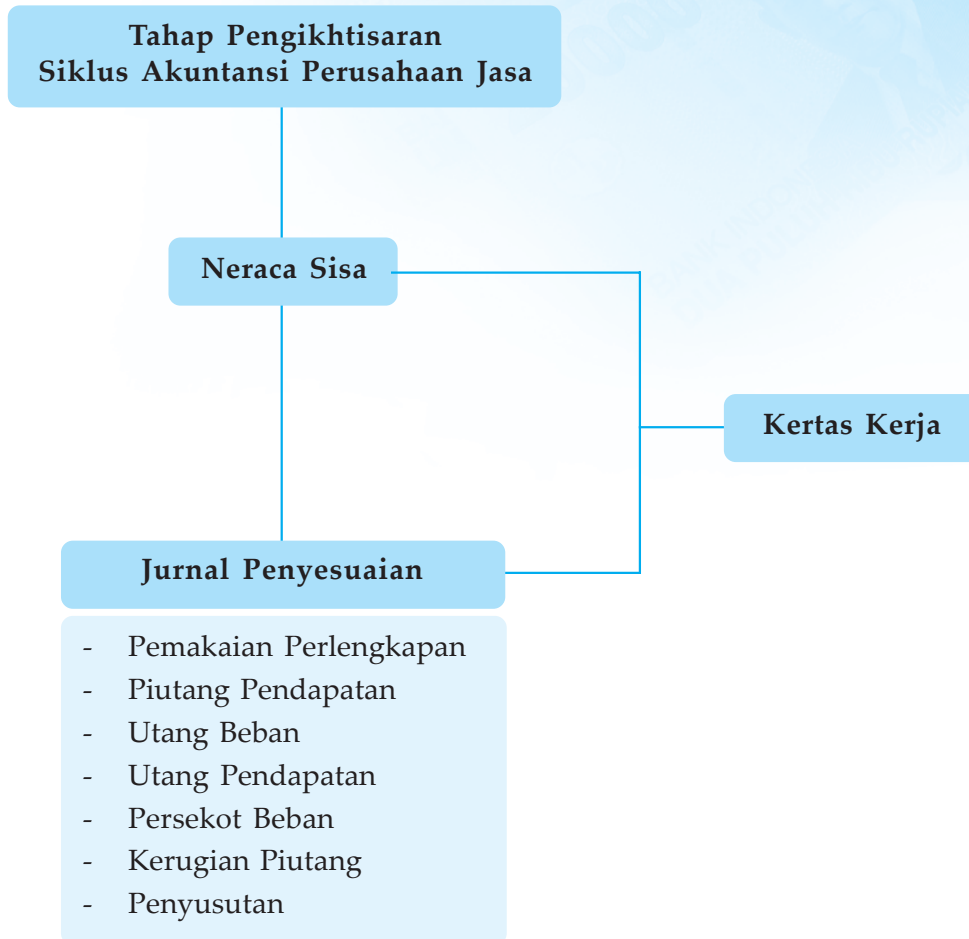 Tahap Pengikhtisaran
Siklus Akuntansi Perusahaan Jasa
Neraca Sisa
Kertas Kerja
Jurnal Penyesuaian
- Pemakaian Perlengkapan
- Piutang Pendapatan
- Utang Beban
- Utang Pendapatan
- Persekot Beban
- Kerugian Piutang
- Penyusutan